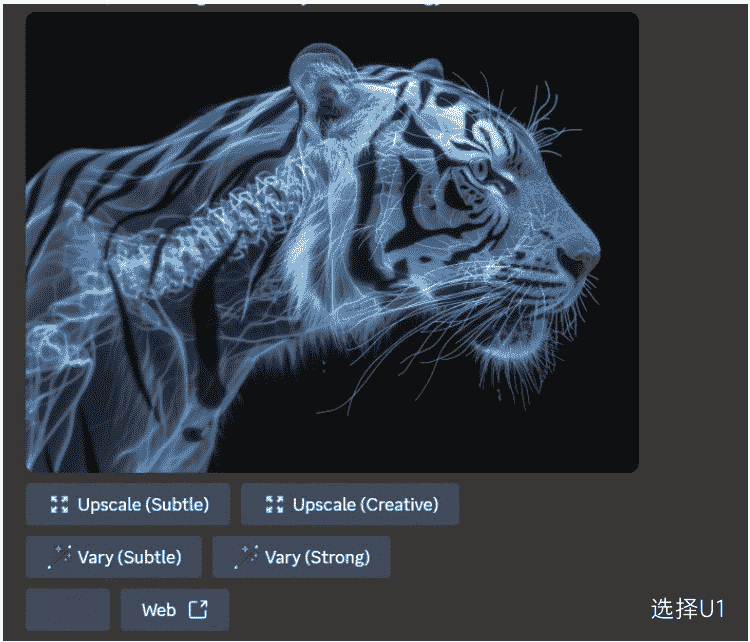 Upscale (Subtle)
Upscale (Creative)
Vary (Subtle)
Vary (Strong)
Web
选择U1